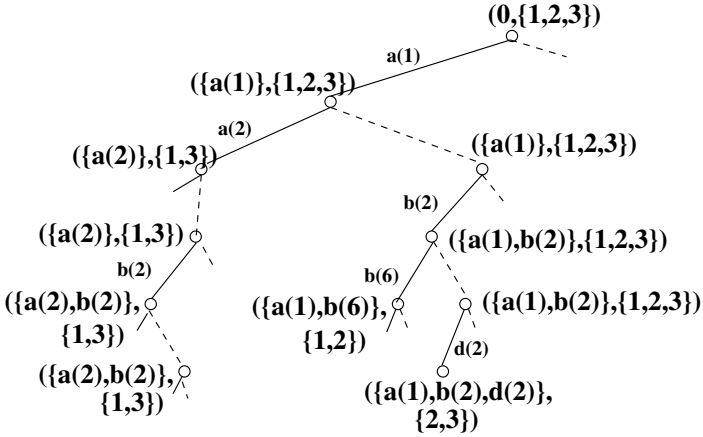 (0,{1,2,3})
a(1)
({a(1)},{1,2,3})
a(2)
({a(2)},{1,3})
({a(1)},{1,2,3})
b(2)
({a(2)},{1,3})
({a(1),b(2)},{1,2,3})
b(2)
b(6)
({a(2),b(2)},
{1,3})
({a(1),b(6)},
{1,2})
({a(1),b(2)},{1,2,3})
d(2)
({a(2),b(2)},
{1,3})
({a(1),b(2),d(2)},
{2,3})